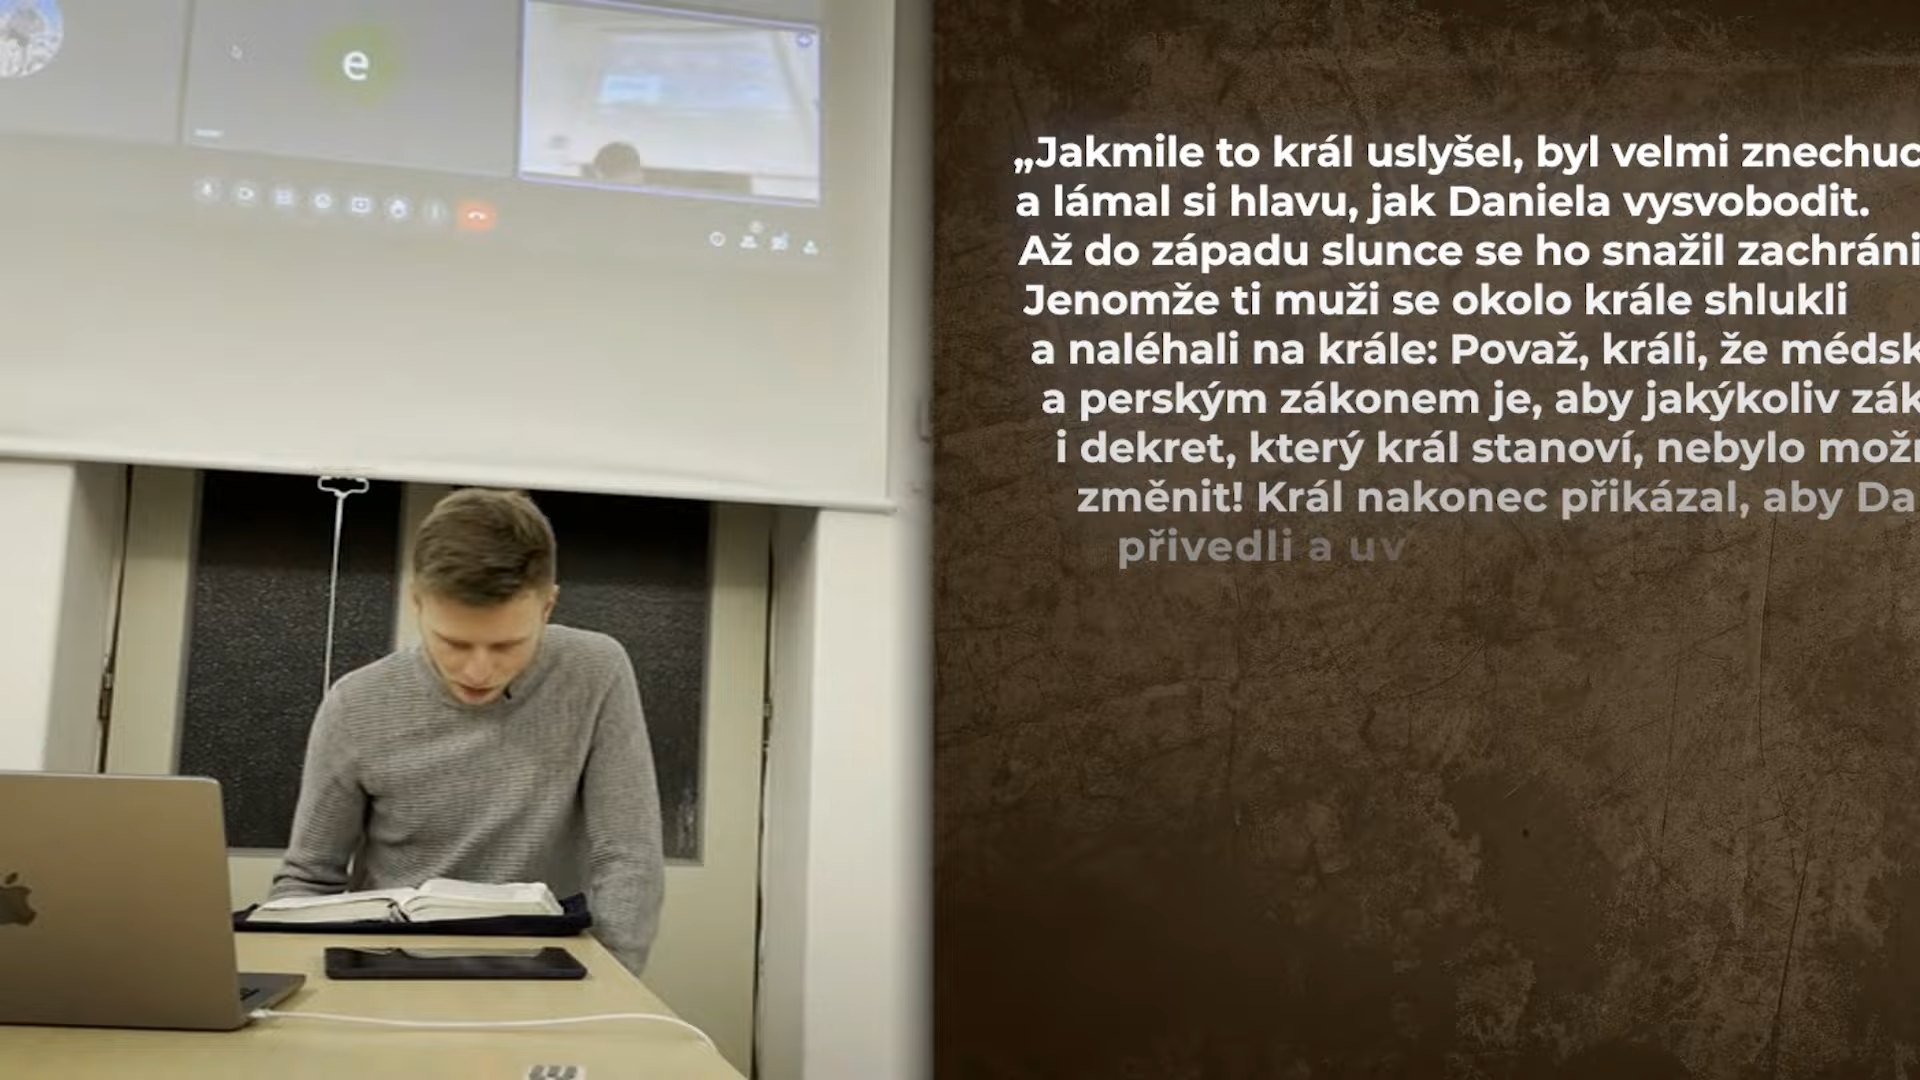 e
„Jakmile to král uslyšel, byl velmi znechuc
a lámal si hlavu, jak Daniela vysvobodit.
Až do západu slunce se ho snažil zachráni
Jenomže ti muži se okolo krále shlukli
a naléhali na krále: Považ, králi, že médsk
a perským zákonem je, aby jakýkoliv zák
i dekret, který král stanoví, nebylo možn
změnit! Král nakonec přikázal, aby Da
přivedli a uv